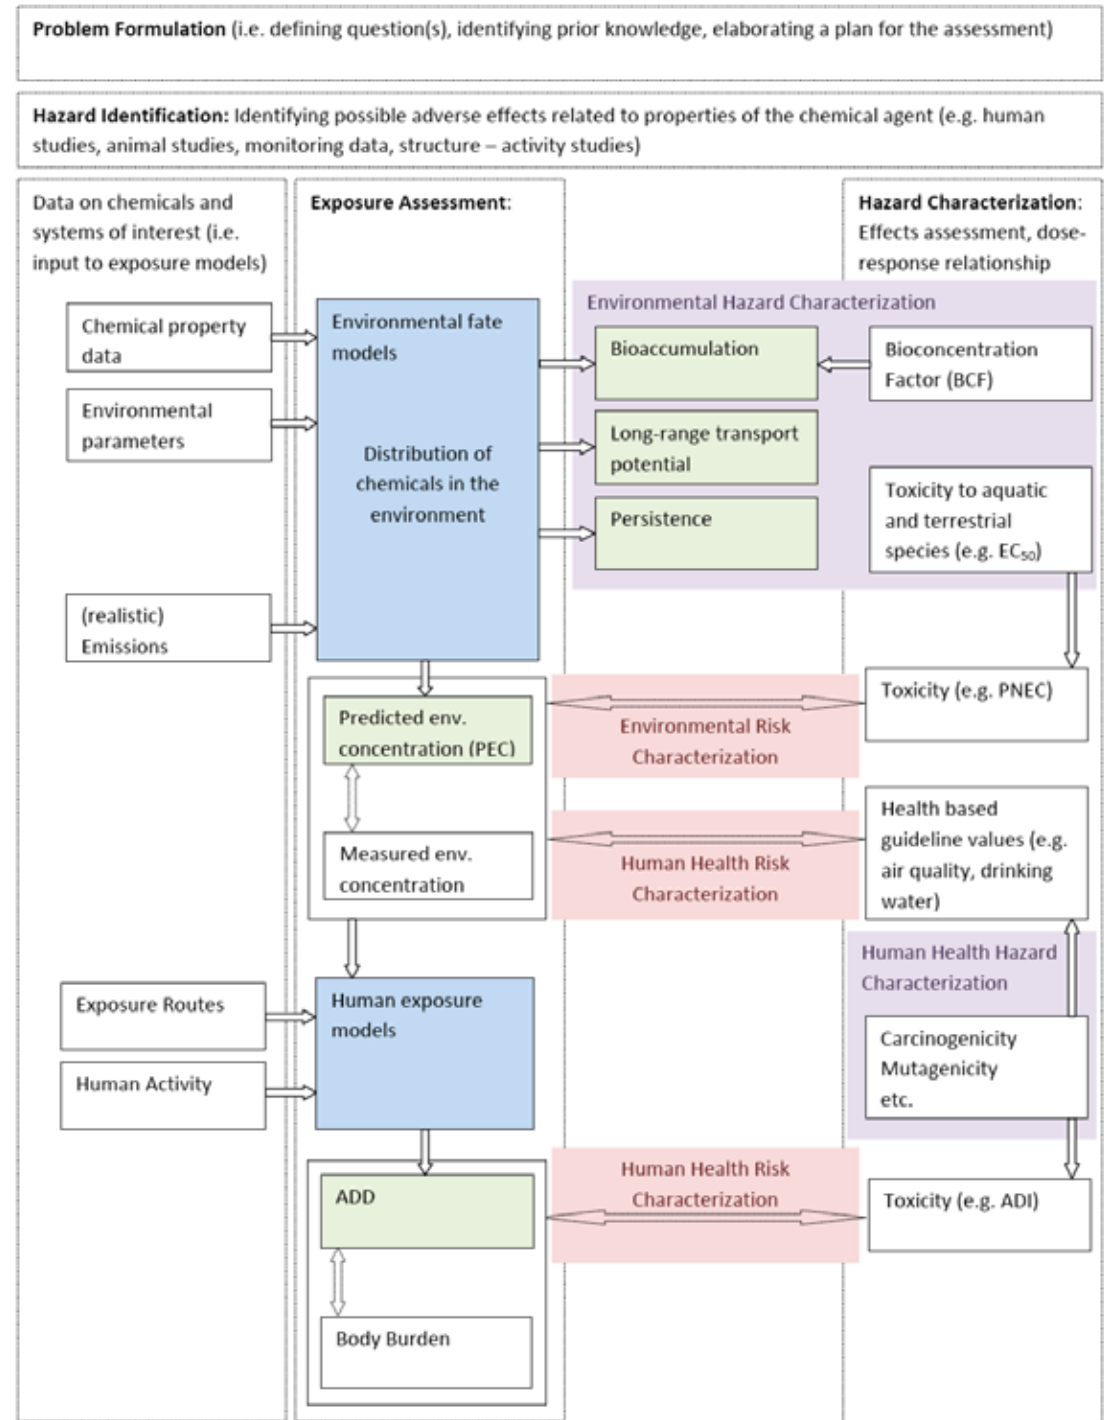 Problem Formulation (i.e. defining question(s), identifying prior knowledge, elaborating a plan for the assessment)
Hazard Identification: Identifying possible adverse effects related to properties of the chemical agent (e.g. human
studies, animal studies, monitoring data, structure – activity studies)
Data on chemicals and
systems of interest (i.e.
input to exposure models)
Exposure Assessment:
Hazard Characterization:
Effects assessment, dose-
response relationship
Environmental Hazard Characterization
Chemical property
data
Environmental
parameters
(realistic)
Emissions
Environmental fate
models
Distribution of
chemicals in the
environment
Bioaccumulation
Long-range transport
potential
Persistence
Bioconcentration
Factor (BCF)
Toxicity to aquatic
and terrestrial
species (e.g. EC50)
Predicted env.
concentration (PEC)
Measured env.
concentration
Environmental Risk
Characterization
Toxicity (e.g. PNEC)
Human Health Risk
Characterization
Health based
guideline values (e.g.
air quality, drinking
water)
Human Health Hazard
Characterization
Carcinogenicity
Mutagenicity
etc.
Exposure Routes
Human Activity
Human exposure
models
ADD
Body Burden
Human Health Risk
Characterization
Toxicity (e.g. ADI)